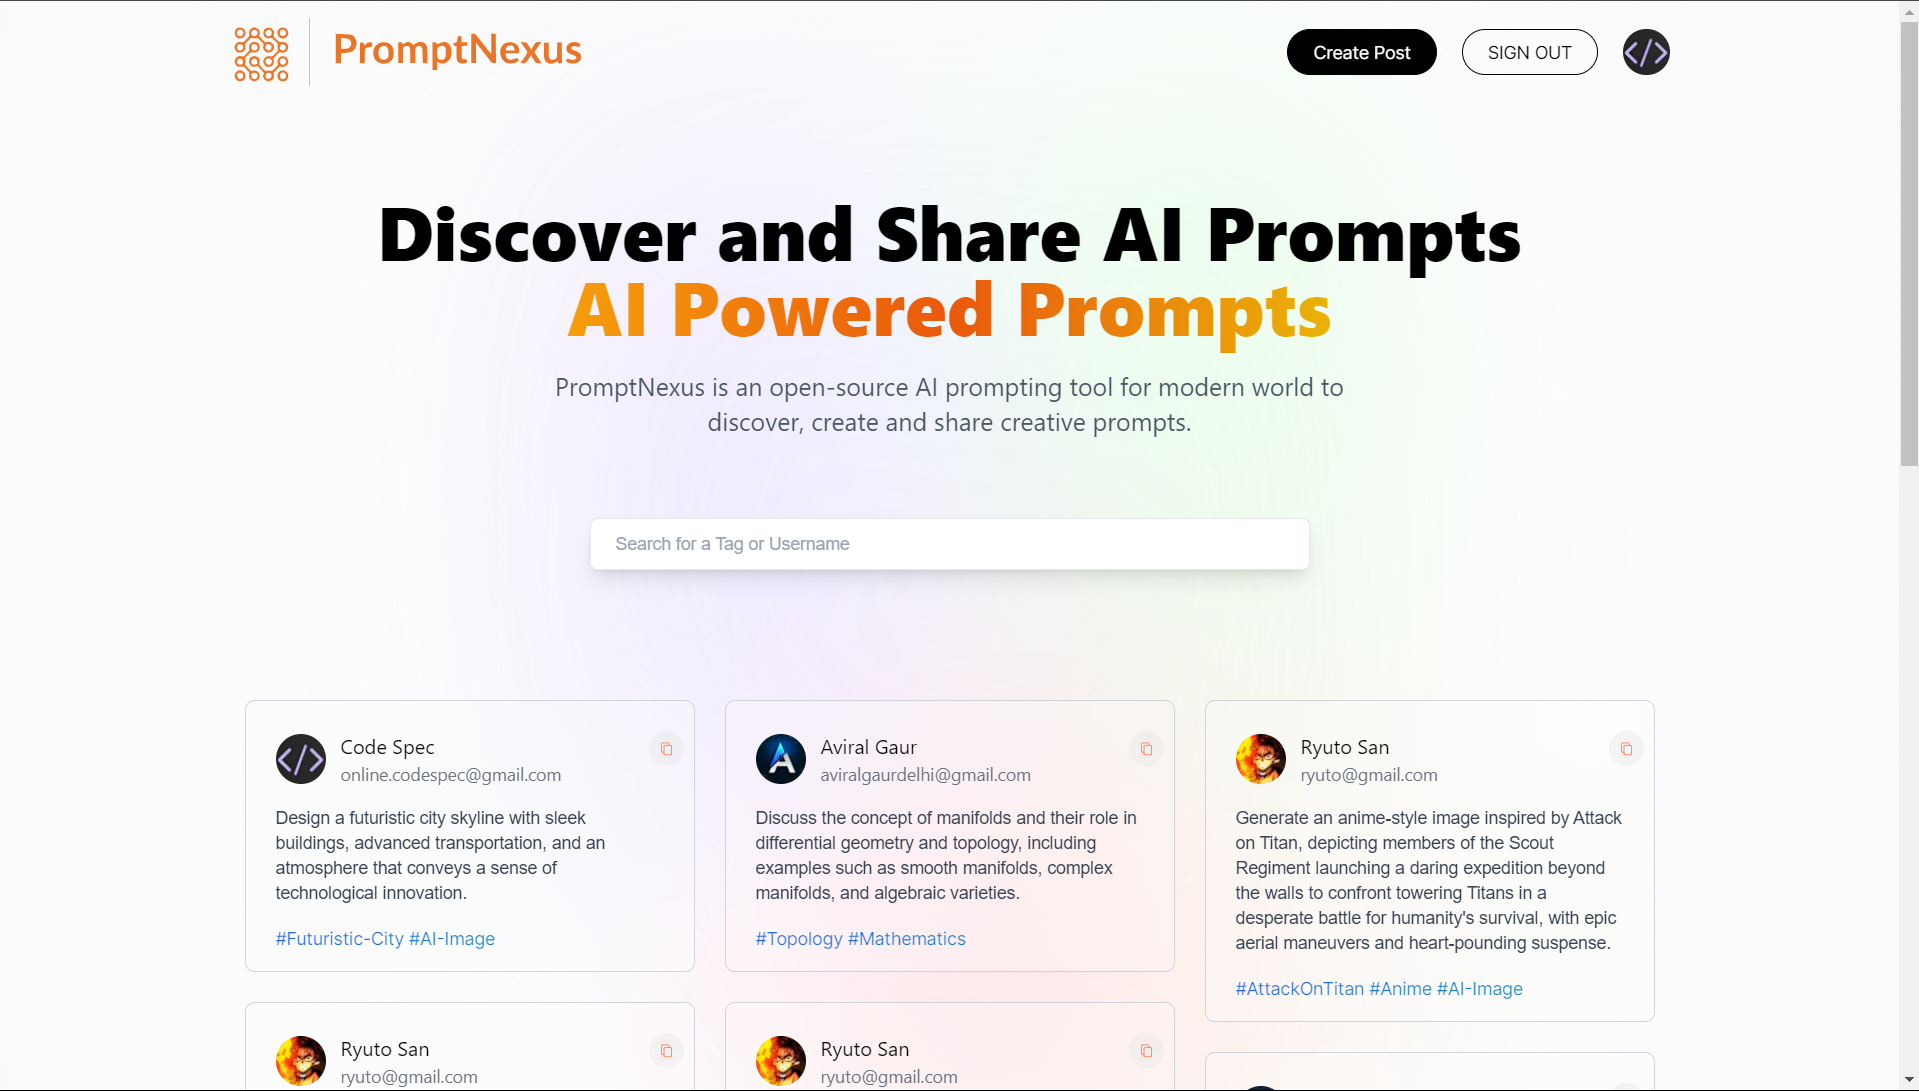 PromptNexus
Create Post
SIGN OUT
Discover and Share AI Prompts
AI Powered Prompts
PromptNexus is an open-source AI prompting tool for modern world to
discover, create and share creative prompts.
Search for a Tag or Username
Code Spec
online.codespec@gmail.com
Design a futuristic city skyline with sleek
buildings, advanced transportation, and an
atmosphere that conveys a sense of
technological innovation.
#Futuristic-City #AI-Image
Aviral Gaur
aviralgaurdelhi@gmail.com
Discuss the concept of manifolds and their role in
differential geometry and topology, including
examples such as smooth manifolds, complex
manifolds, and algebraic varieties.
#Topology #Mathematics
Ryuto San
ryuto@gmail.com
Generate an anime-style image inspired by Attack
on Titan, depicting members of the Scout
Regiment launching a daring expedition beyond
the walls to confront towering Titans in a
desperate battle for humanity's survival, with epic
aerial maneuvers and heart-pounding suspense.
#AttackOnTitan #Anime #AI-Image
Ryuto San
ryuto@gmail.com
Ryuto San
ryuto@gmail.com